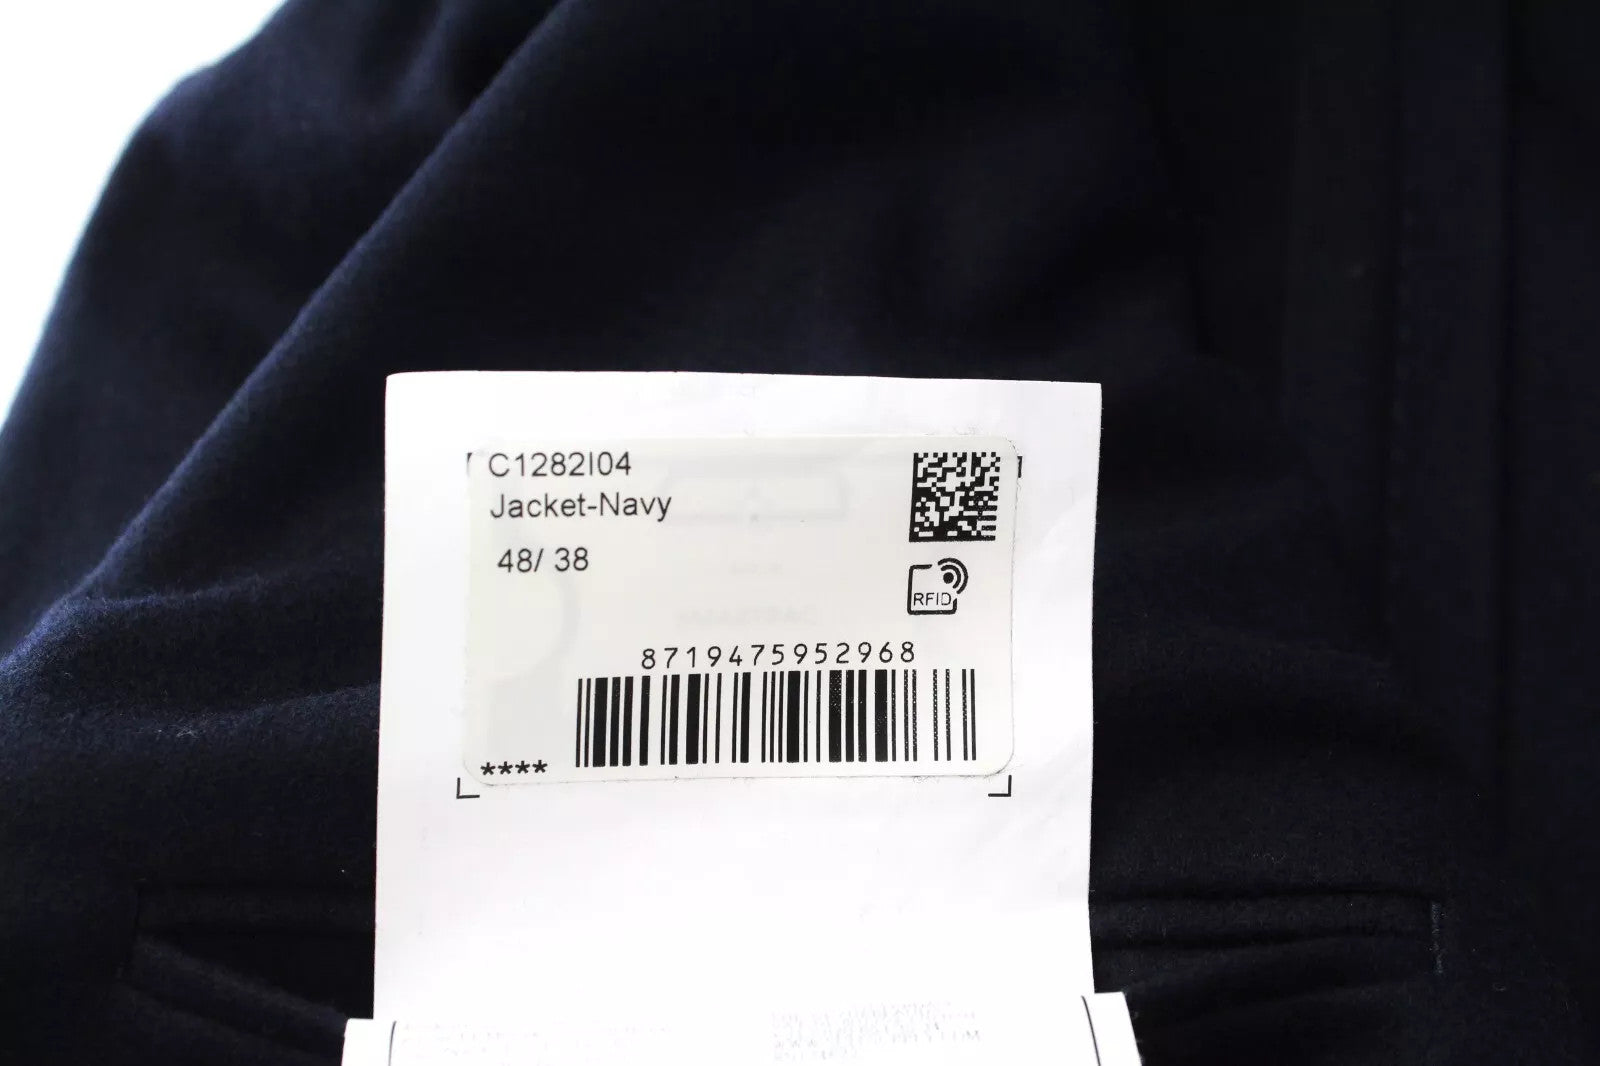 C1282I04
Jacket-Navy
48/ 38
RFID
8719475952968
****